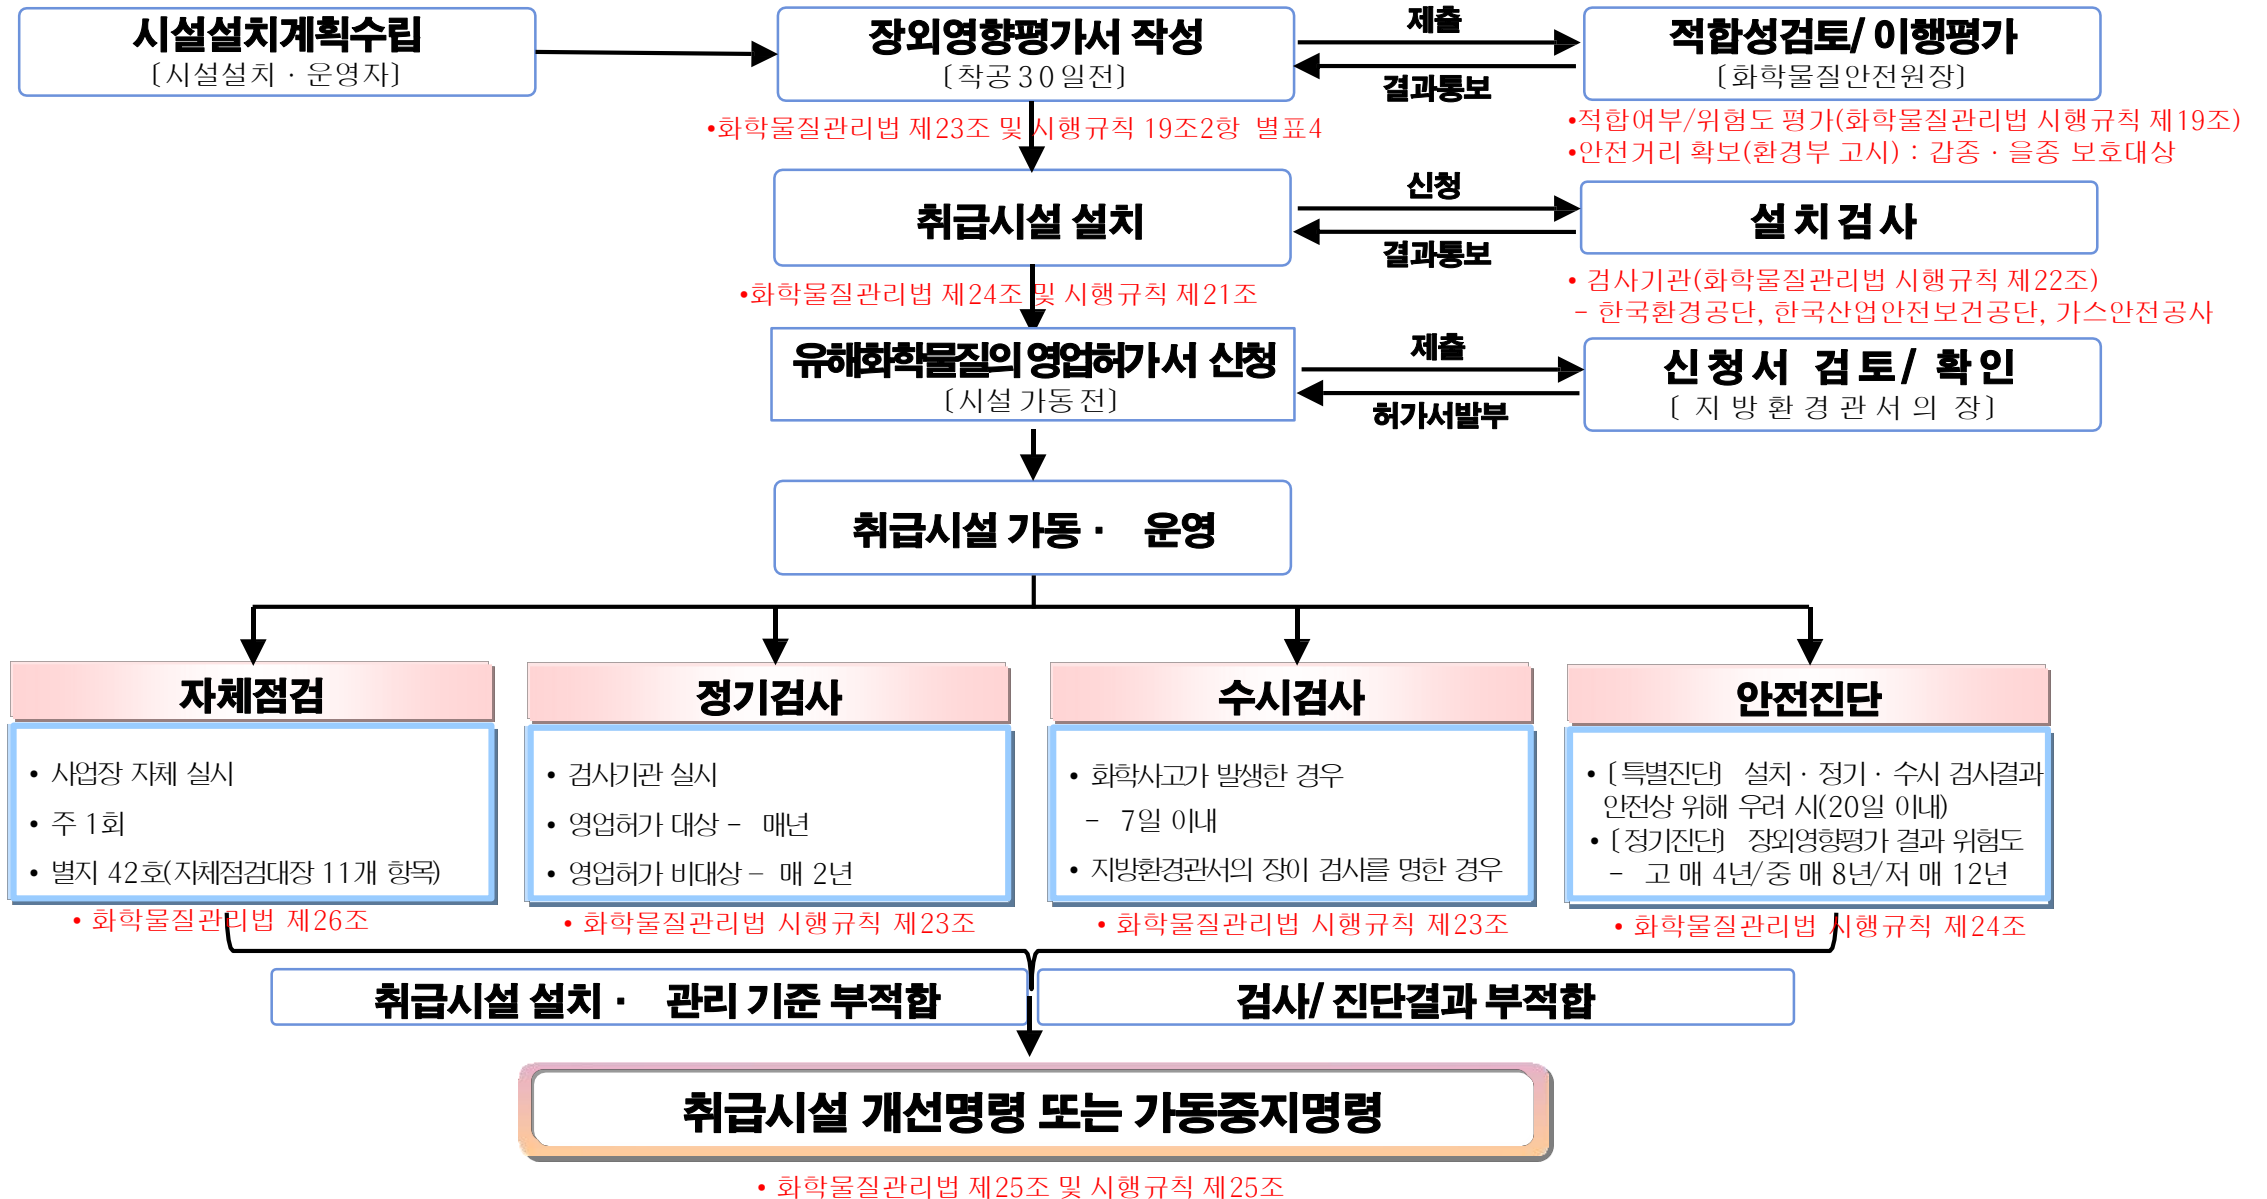 시설설치계획수립
〔시설설치 · 운영자〕
장외영향평가서 작성
〔착공30일전〕
제출
결과통보
적합성검토/ 이행평가
〔화학물질안전원장〕
•화학물질관리법 제23조 및 시행규칙 19조2항 별표4
•적합여부/위험도 평가(화학물질관리법 시행규칙 제19조)
•안전거리 확보(환경부 고시) : 갑종 · 을종 보호대상
취급시설 설치
신청
결과통보
설치검사
•화학물질관리법 제24조 및 시행규칙 제21조
• 검사기관(화학물질관리법 시행규칙 제22조)
- 한국환경공단, 한국산업안전보건공단, 가스안전공사
유해화학물질의 영업허가서 신청
〔시설 가동 전〕
제출
허가서발부
신청서 검토/ 확인
〔 지방환경관서의 장〕
취급시설 가동 · 운영
자체점검
• 사업장 자체 실시
• 주 1회
• 별지 42호(자체점검대장 11개 항목)
• 화학물질관리법 제26조
정기검사
• 검사기관 실시
• 영업허가 대상 - 매년
• 영업허가 비대상 - 매 2년
• 화학물질관리법 시행규칙 제23조
수시검사
• 화학사고가 발생한 경우
- 7일 이내
• 지방환경관서의 장이 검사를 명한 경우
• 화학물질관리법 시행규칙 제23조
안전진단
•〔특별진단〕 설치 · 정기 · 수시 검사결과
안전상 위해 우려 시(20일 이내)
•〔정기진단〕 장외영향평가 결과 위험도
- 고 매 4년/중 매 8년/저 매 12년
• 화학물질관리법 시행규칙 제24조
취급시설 설치 · 관리 기준 부적합
검사/ 진단결과 부적합
취급시설 개선명령 또는 가동중지명령
• 화학물질관리법 제25조 및 시행규칙 제25조